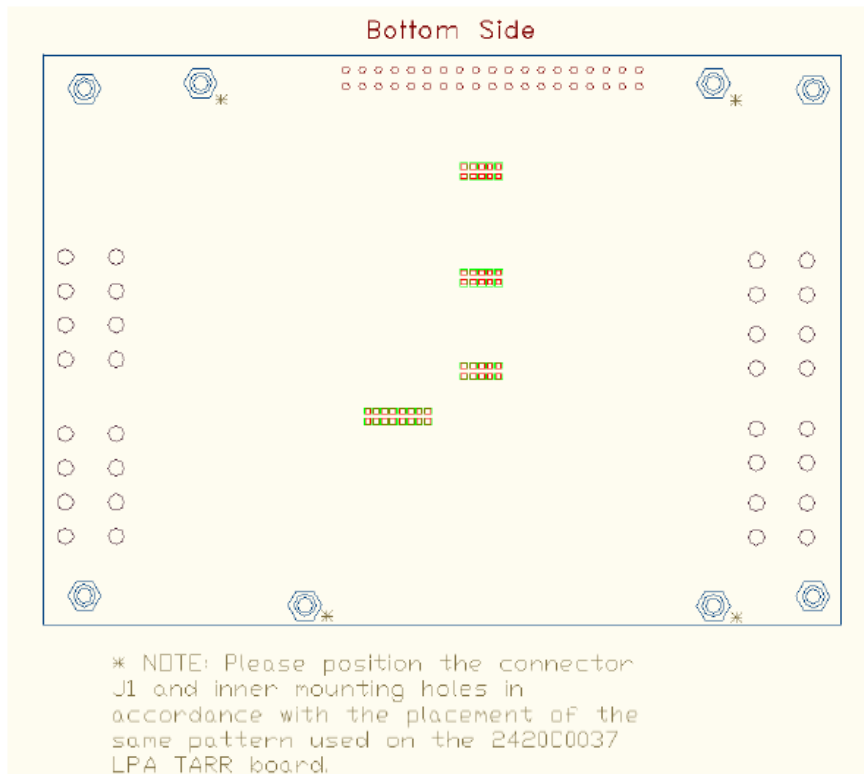 Bottom Side
*
*
*
*
* NOTE: Please position the connector
J1 and inner mounting holes in
accordance with the placement of the
same pattern used on the 2420C0037
LPA TARR board.